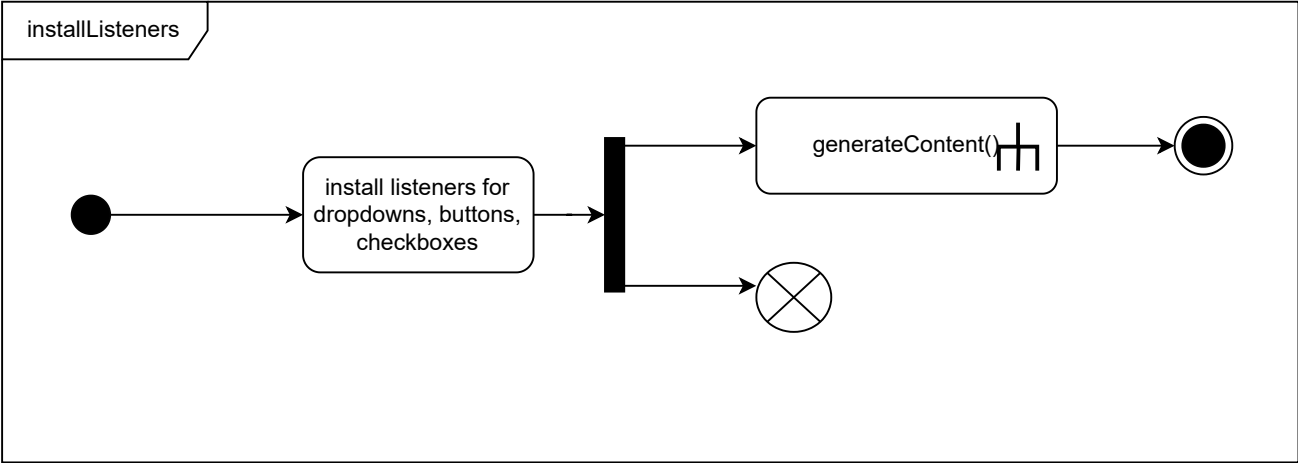 installListeners
install listeners for
dropdowns, buttons,
checkboxes
generateContent()